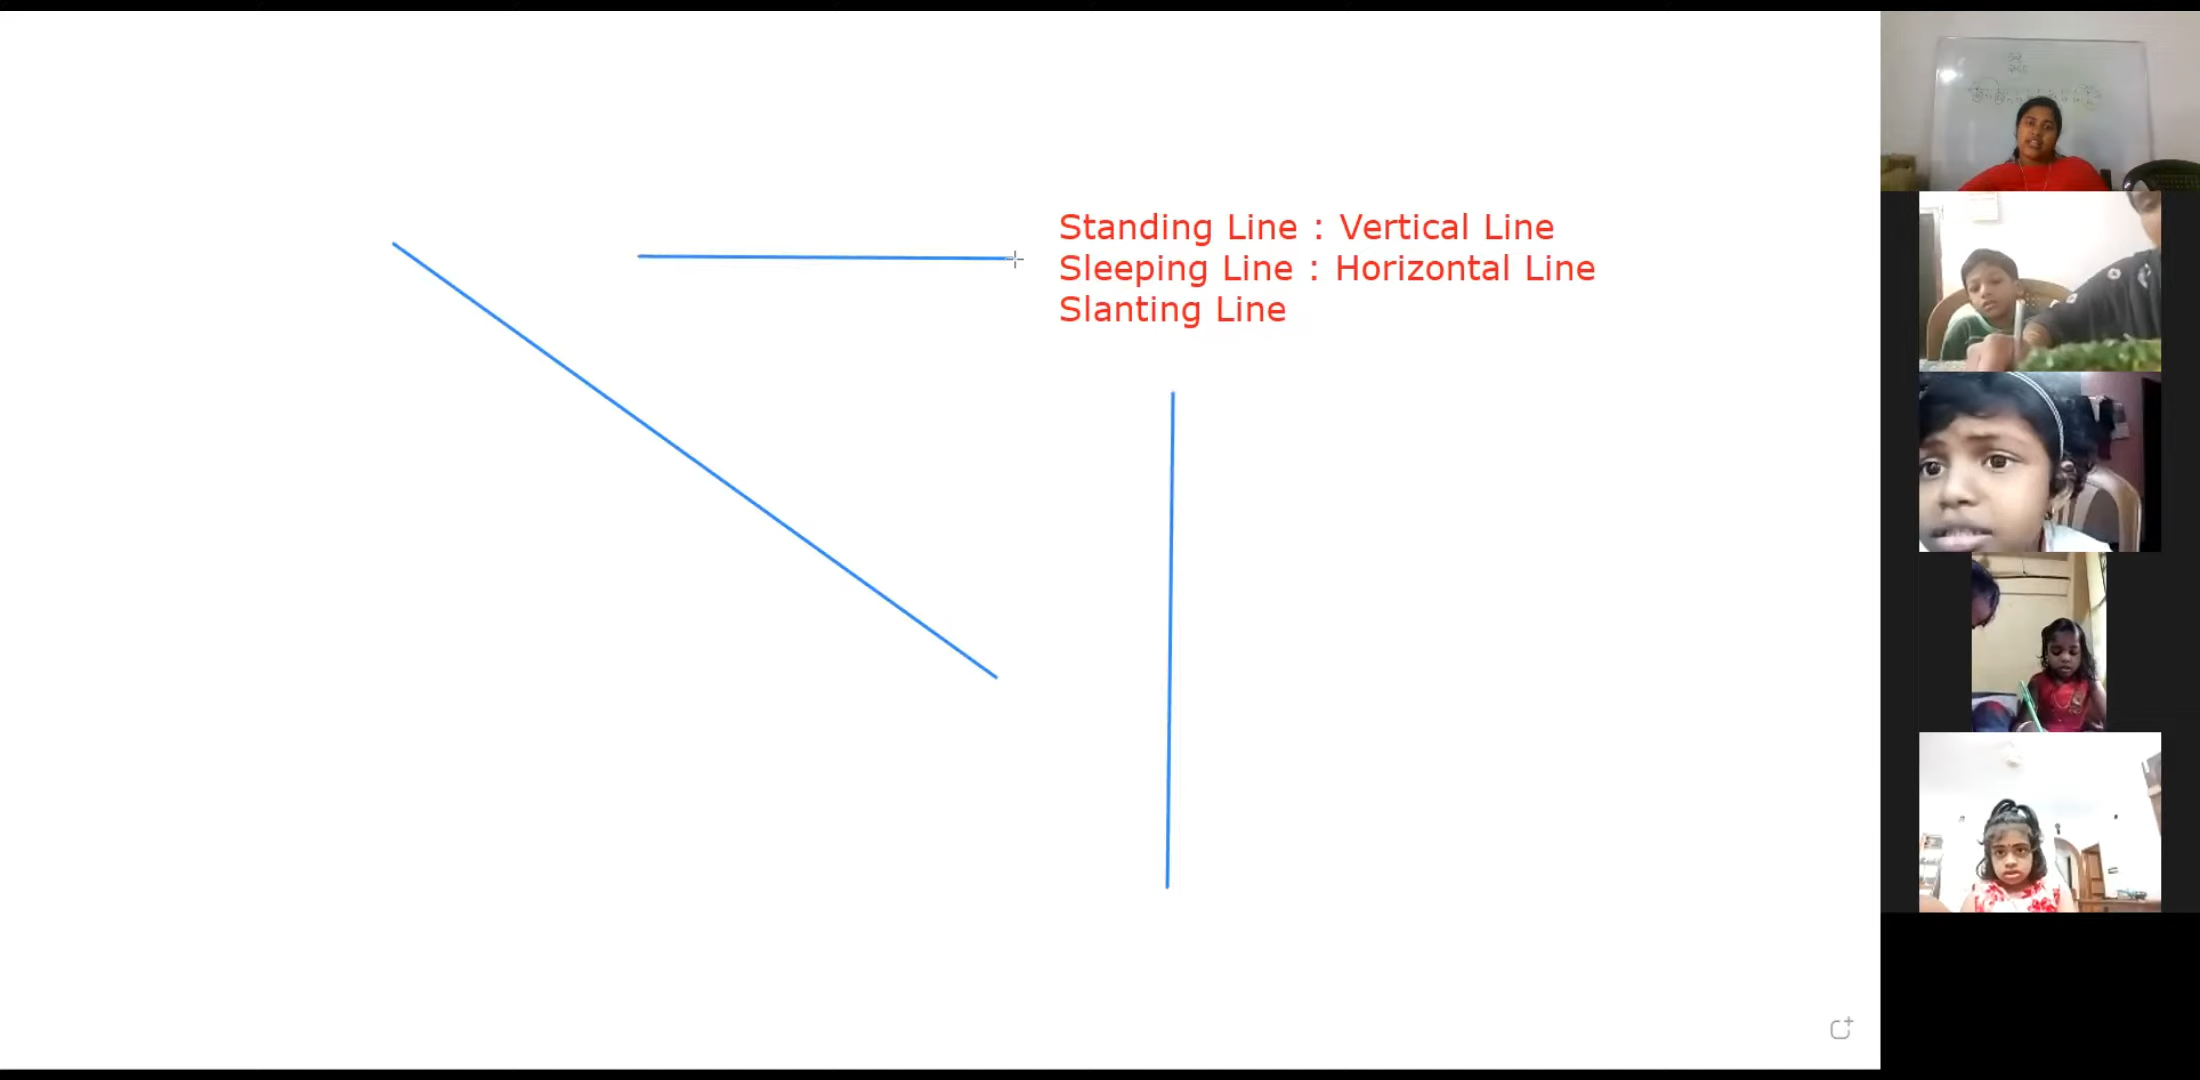 Standing Line : Vertical Line
Sleeping Line : Horizontal Line
Slanting Line